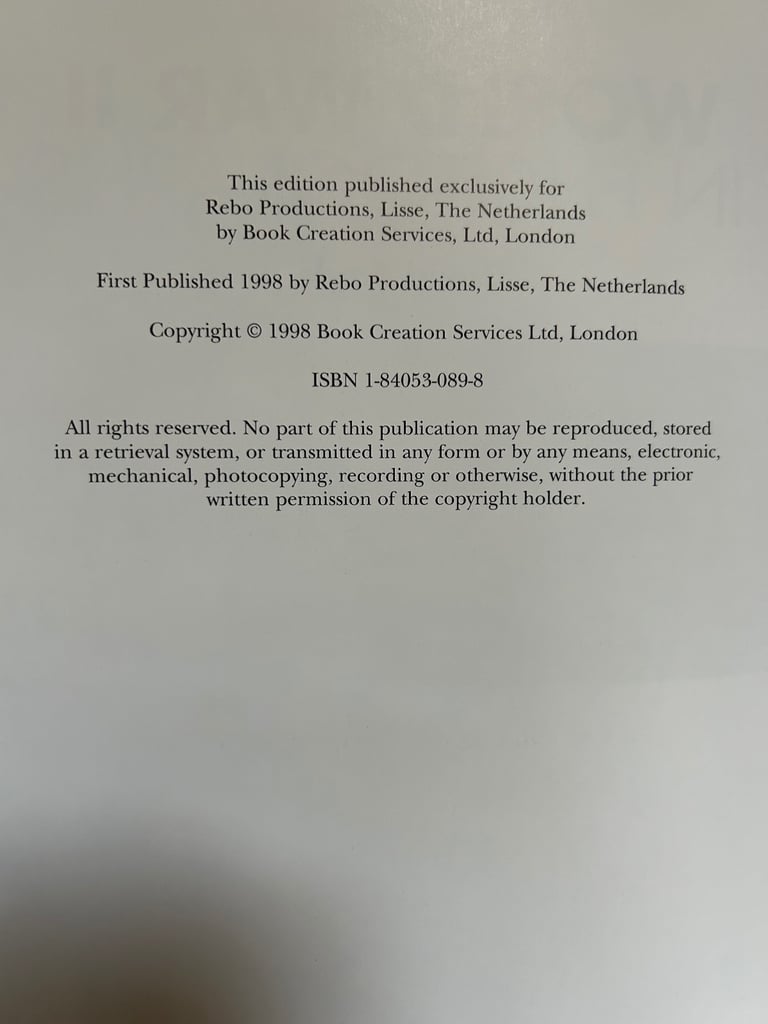 This edition published exclusively for
Rebo Productions, Lisse, The Netherlands
by Book Creation Services, Ltd, London
First Published 1998 by Rebo Productions, Lisse, The Netherlands
Copyright © 1998 Book Creation Services Ltd, London
ISBN 1-84053-089-8
All rights reserved. No part of this publication may be reproduced, stored
in a retrieval system, or transmitted in any form or by any means, electronic,
mechanical, photocopying, recording or otherwise, without the prior
written permission of the copyright holder.